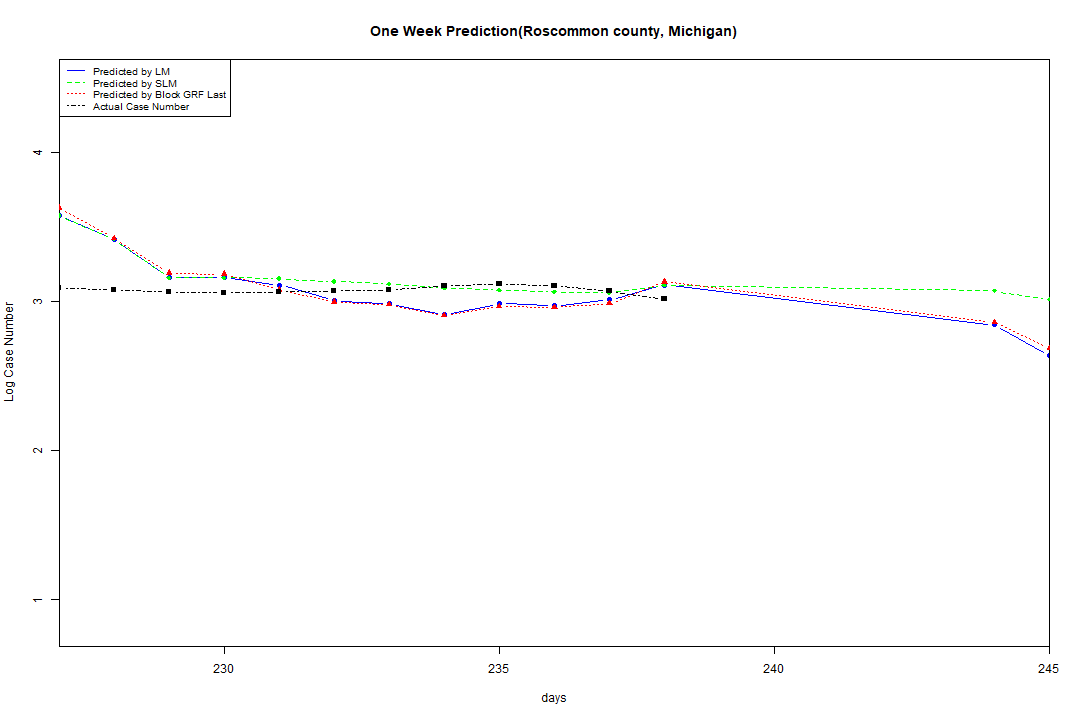 One Week Prediction(Roscommon county, Michigan)
Predicted by LM
Predicted by SLM
Predicted by Block GRF Last
Actual Case Number
4
3
2
1
Log Case Number
230 235 240 245
days